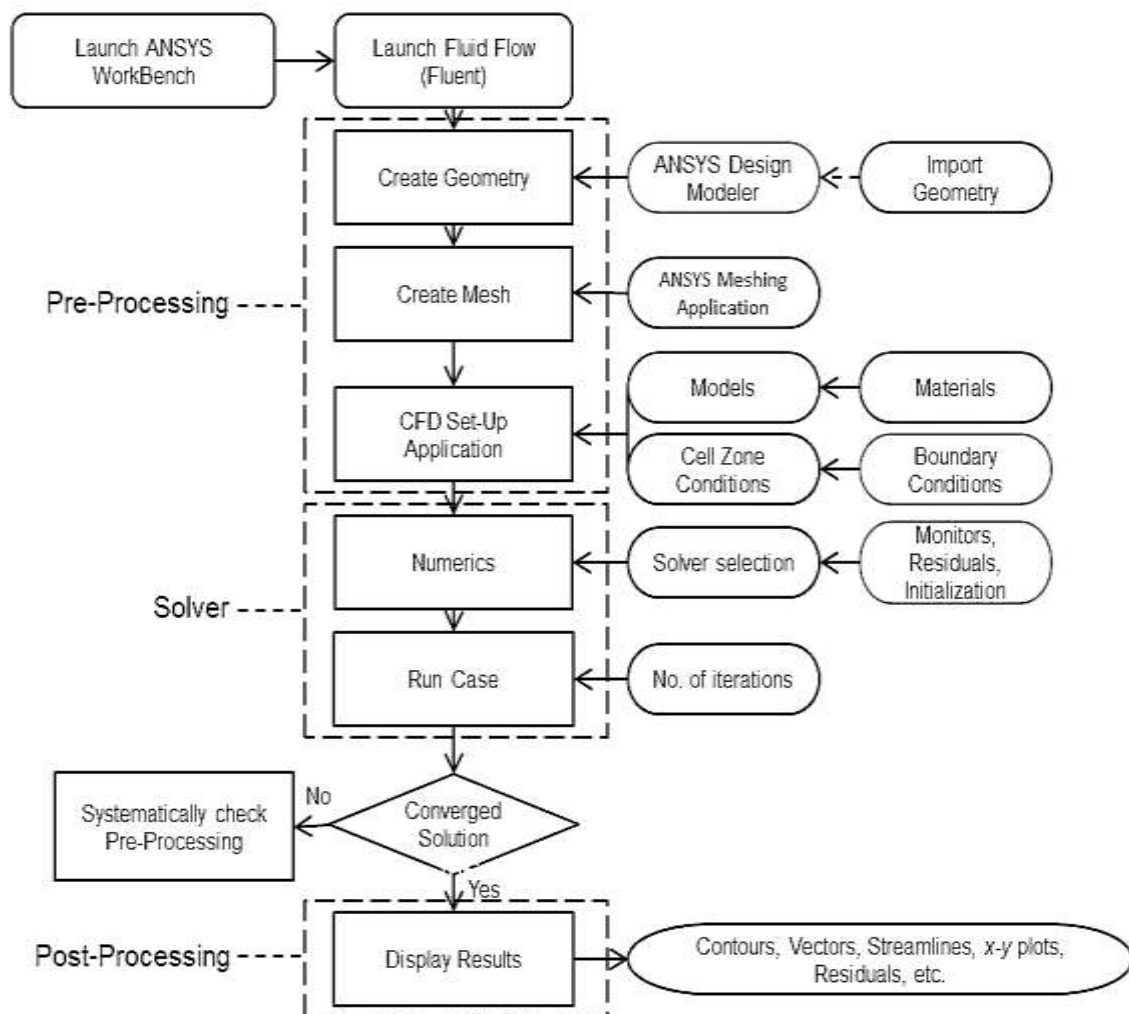 Launch ANSYS
WorkBench
Launch Fluid Flow
(Fluent)
Create Geometry
ANSYS Design
Modeler
Import
Geometry
Pre-Processing
Create Mesh
ANSYS Meshing
Application
CFD Set-Up
Application
Models
Materials
Cell Zone
Conditions
Boundary
Conditions
Solver
Numerics
Solver selection
Monitors,
Residuals,
Initialization
Run Case
No. of iterations
Systematically check
Pre-Processing
No
Converged
Solution
Yes
Post-Processing
Display Results
Contours, Vectors, Streamlines, x-y plots,
Residuals, etc.